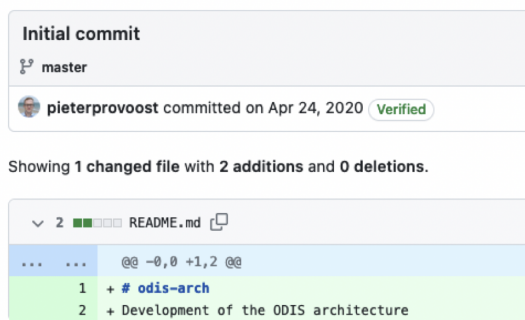 Initial commit
master
pieterprovoost committed on Apr 24, 2020 Verified
Showing 1 changed file with 2 additions and 0 deletions.
2 README.md
... ... @@ -0,0 +1,2 @@
1 + # odis-arch
2 + Development of the ODIS architecture